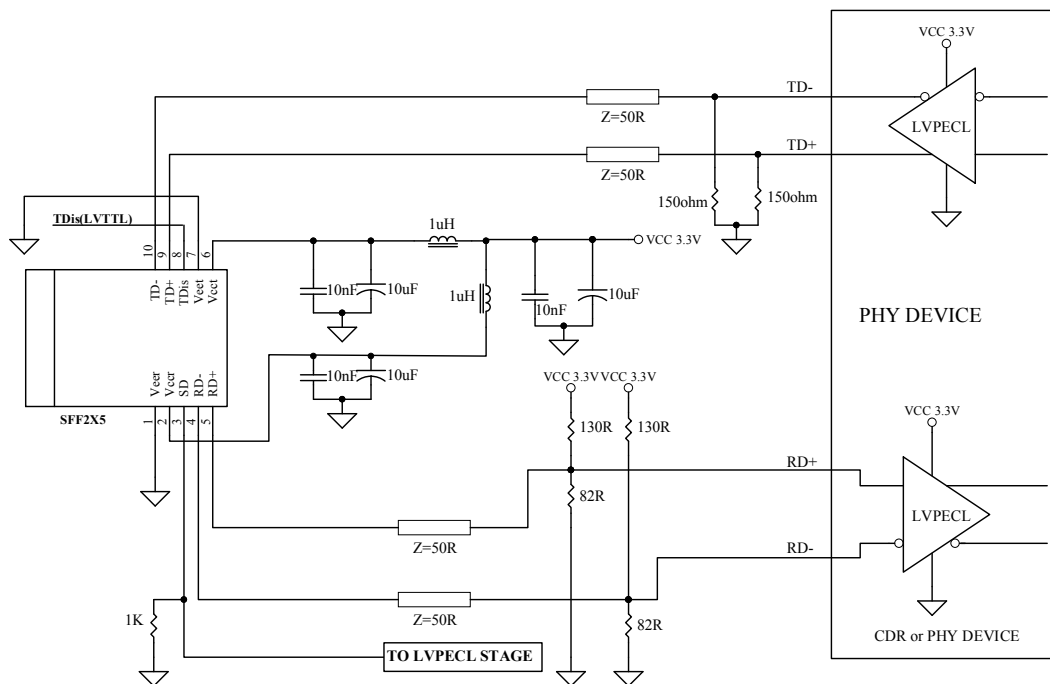 VCC 3.3V
TD-
LVPECL
Z=50R
TD+
Z=50R
150ohm
150ohm
TDis(LVTTL)
1uH
VCC 3.3V
10
9
8
7
6
TD-
TD+
TDis
Veet
Vcct
10nF
10uF
1uH
10nF
10uF
PHY DEVICE
Veer
Vccr
SD
RD-
RD+
10nF
10uF
VCC 3.3V
VCC 3.3V
SFF2X5
1
2
3
4
5
130R
130R
VCC 3.3V
RD+
82R
LVPECL
Z=50R
RD-
1K
Z=50R
82R
CDR or PHY DEVICE
TO LVPECL STAGE